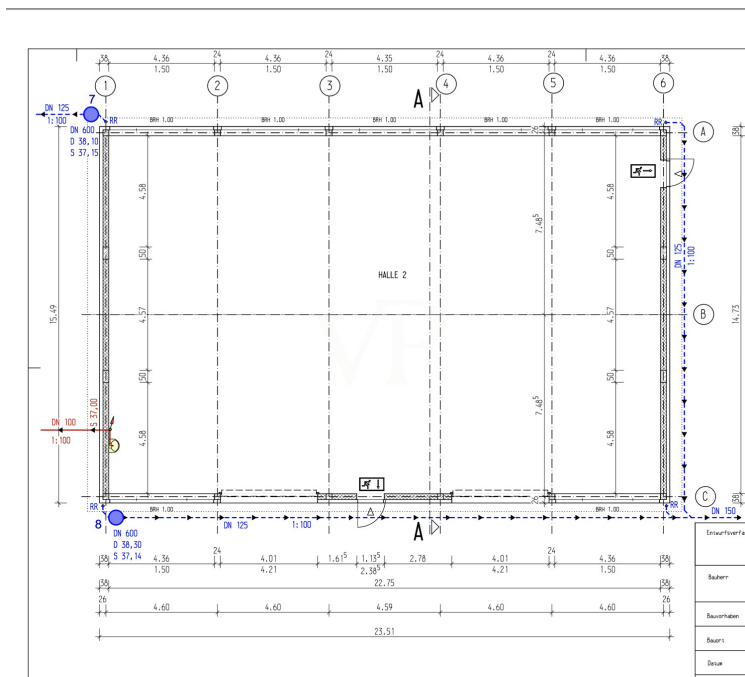 38 4.36 24 4.36 24 4.35 24 4.36 24 4.36 38
1.50 1.50 1.50 1.50 1.50
1 2 3 4 5 6
7
A
DN 125
1:100
RR
BRH 1.00 BRH 1.00 BRH 1.00 BRH 1.00 BRH 1.00
RR
DN 600
D 38,10
S 37,15
26
A
38
4.58
7.48⁵
4.58
50
50
DN 125
1:100
HALLE 2
15.49
4.57
4.57
B
14.73
VF
50
50
S 37,00
DN 100
1:100
7.48⁵
4.58
4.58
26
C
38
RR
BRH 1.00
BRH 1.00
RR
DN 150
8
DN 125 1:100
A
DN 600
D 38,30
S 37,14
Entwurfsverfa
38 4.36 24 4.01 1.61⁵ 1.13⁵ 2.78 4.01 24 4.36 38
1.50 4.21 2.38⁵ 4.21 1.50
Bauherr
38 22.75 38
26 26
4.60 4.60 4.59 4.60 4.60
Bauvorhaben
23.51
Bauort
Datum